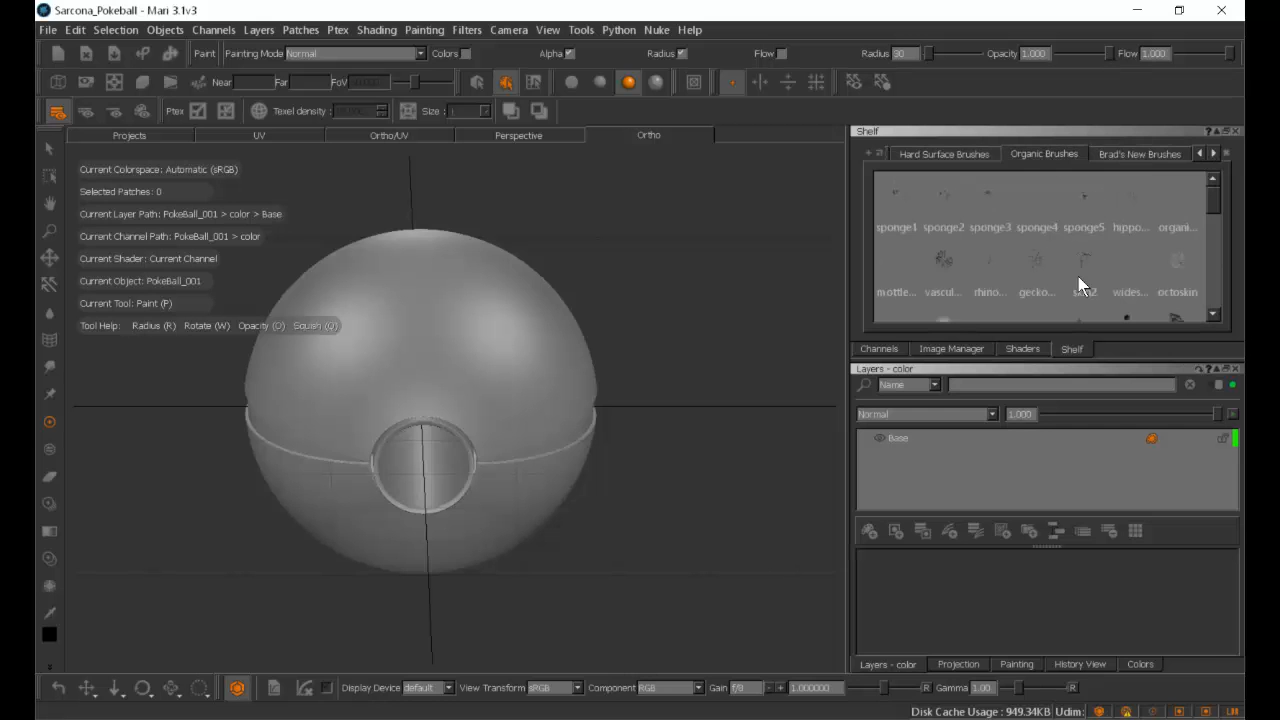 Sarcona_Pokeball - Mari 3.1v3
File Edit Selection Objects Channels Layers Patches Ptex Shading Painting Filters Camera View Tools Python Nuke Help
Paint Painting Mode Normal Colors Alpha Radius Flow Radius 30 Opacity 1.000 Flow 1.000
Near Far FoV
Ptex Texel density: Size :
Projects UV Ortho/UV Perspective Ortho
Shelf
Hard Surface Brushes Organic Brushes Brad's New Brushes
Current Colorspace: Automatic (sRGB)
Selected Patches: 0
Current Layer Path: PokeBall_001 > color > Base
Current Channel Path: PokeBall_001 > color
Current Shader: Current Channel
Current Object: PokeBall_001
Current Tool: Paint (P)
Tool Help: Radius (R) Rotate (W) Opacity (O) Squish (Q)
sponge1 sponge2 sponge3 sponge4 sponge5 hippo... organi...
mottle... vascul... rhino... gecko... skin2 wides... octoskin
Channels Image Manager Shaders Shelf
Layers - color
Name
Normal 1.000
Base
Layers - color Projection Painting History View Colors
Display Device default View Transform sRGB Component RGB Gain f/8 - + 1.000000 R Gamma 1.00 R
Disk Cache Usage : 949.34KB Udim: